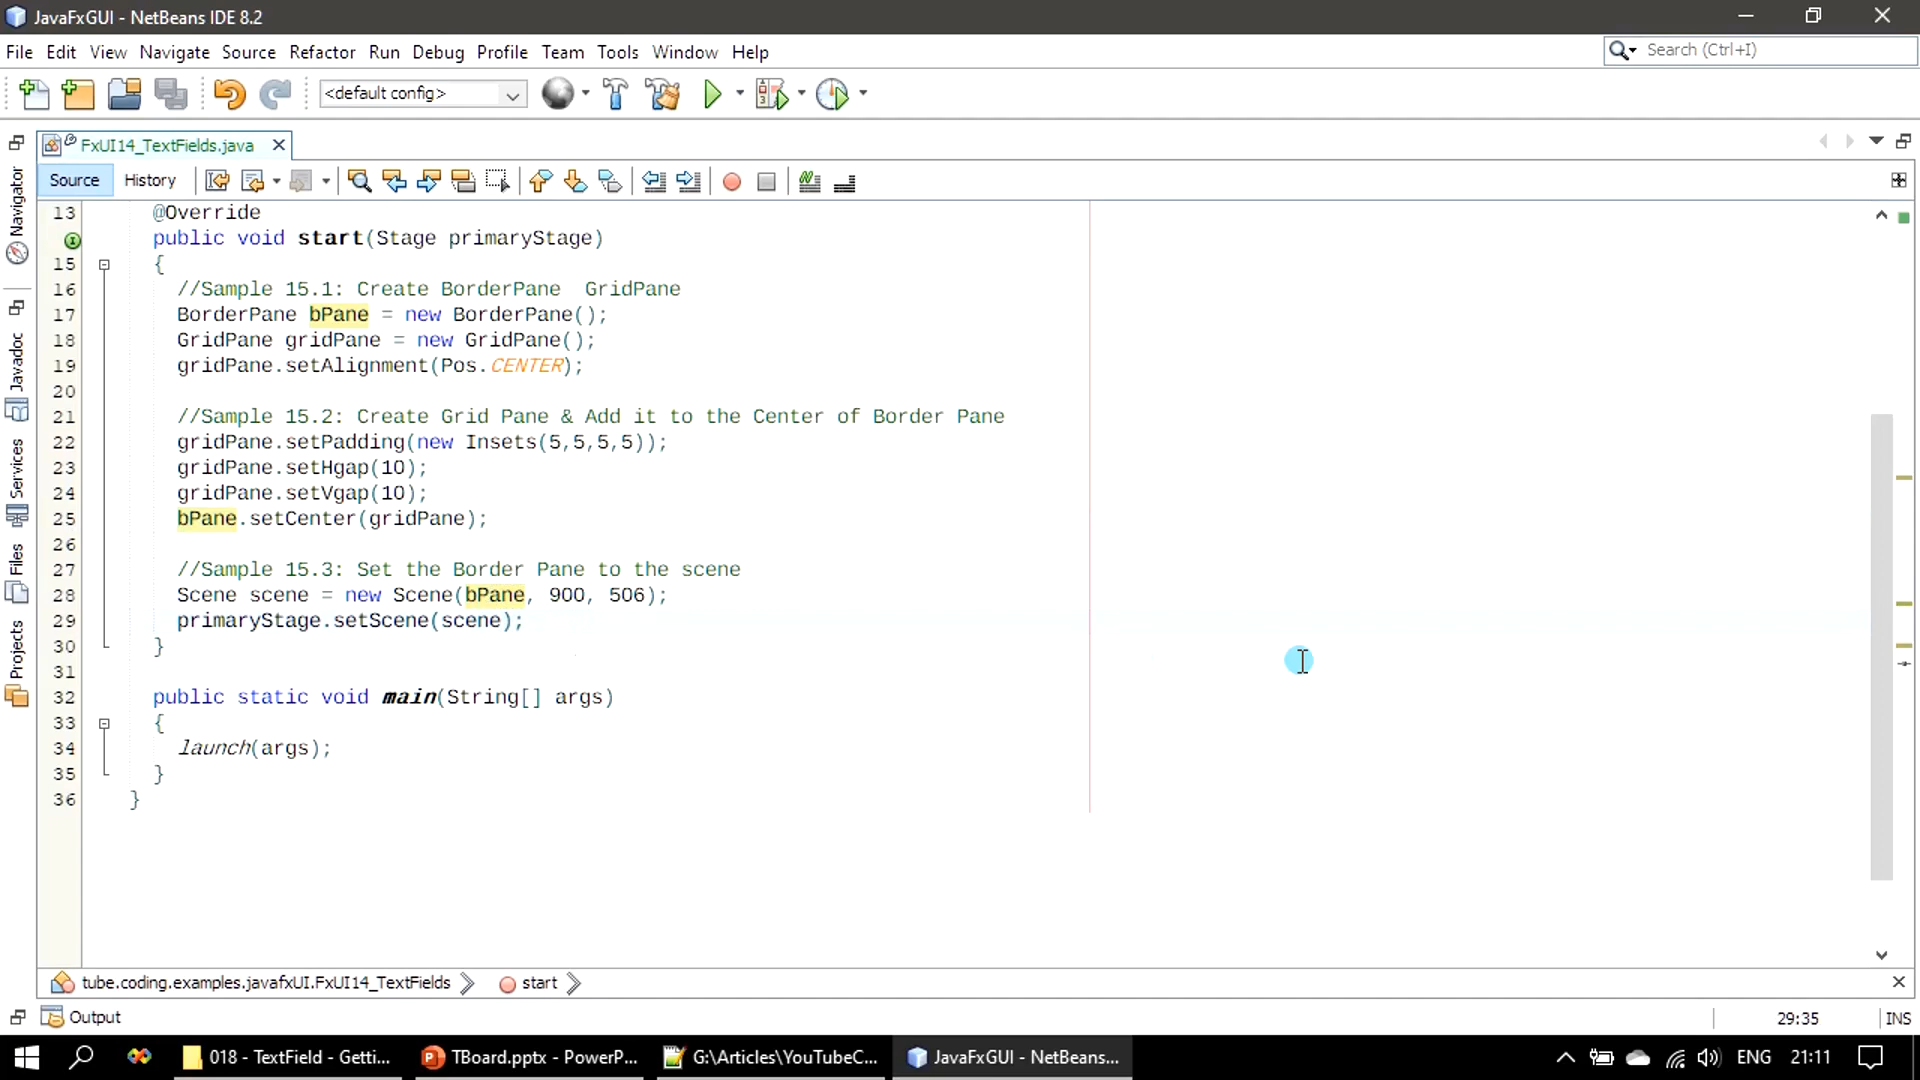 JavaFxGUI - NetBeans IDE 8.2
File Edit View Navigate Source Refactor Run Debug Profile Team Tools Window Help
Search (Ctrl+I)
<default config>
FxUI14_TextFields.java
Source History
Navigator
Javadoc
Services
Files
Projects
13 @Override
public void start(Stage primaryStage)
15 {
16 //Sample 15.1: Create BorderPane  GridPane
17 BorderPane bPane = new BorderPane();
18 GridPane gridPane = new GridPane();
19 gridPane.setAlignment(Pos.CENTER);
20
21 //Sample 15.2: Create Grid Pane & Add it to the Center of Border Pane
22 gridPane.setPadding(new Insets(5,5,5,5));
23 gridPane.setHgap(10);
24 gridPane.setVgap(10);
25 bPane.setCenter(gridPane);
26
27 //Sample 15.3: Set the Border Pane to the scene
28 Scene scene = new Scene(bPane, 900, 506);
29 primaryStage.setScene(scene);
30 }
31
32 public static void main(String[] args)
33 {
34 launch(args);
35 }
36 }
tube.coding.examples.javafxUI.FxUI14_TextFields
start
Output
29:35 INS
018 - TextField - Getti...
TBoard.pptx - PowerP...
G:\Articles\YouTubeC...
JavaFxGUI - NetBeans...
ENG 21:11